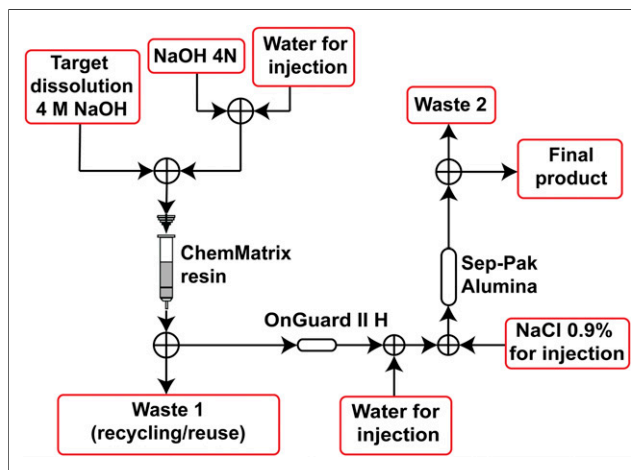 Target
dissolution
4 M NaOH
NaOH 4N
Water for
injection
Waste 2
Final
product
ChemMatrix
resin
Sep-Pak
Alumina
OnGuard II H
NaCl 0.9%
for injection
Waste 1
(recycling/reuse)
Water for
injection